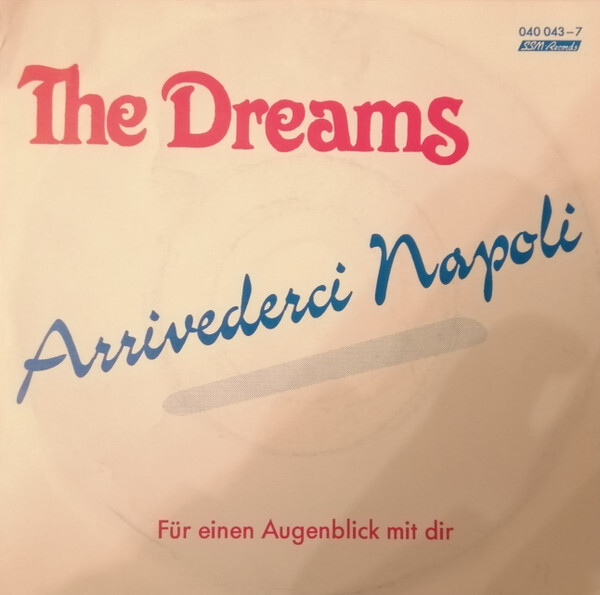 040 043-7
SSM Records
The Dreams
Arrivederci Napoli
Für einen Augenblick mit dir